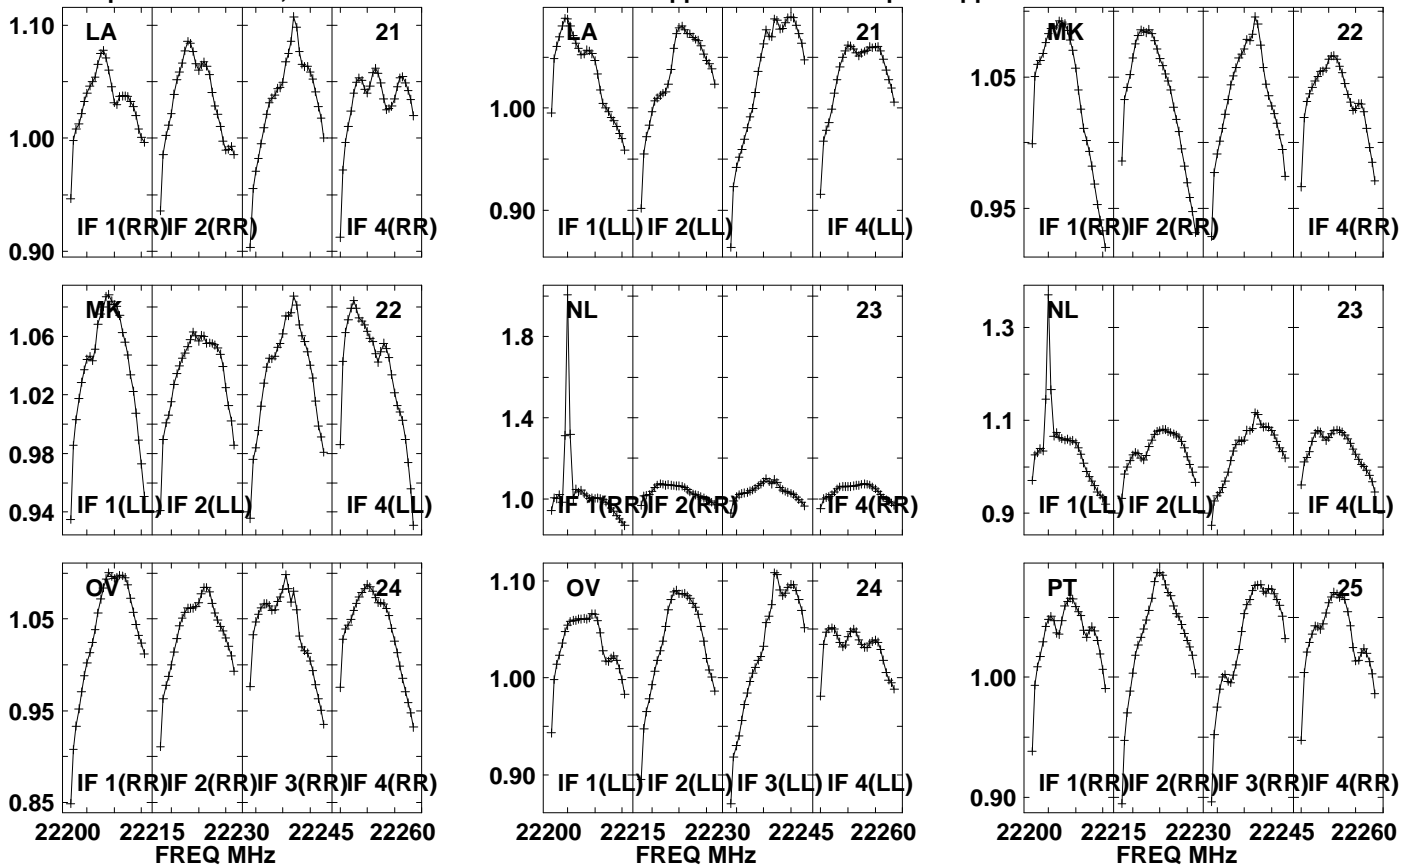 LA 21
1.10
1.00
0.90
IF 1(RR) IF 2(RR) IF 4(RR)
LA 21
1.00
0.90
IF 1(LL) IF 2(LL) IF 4(LL)
MK 22
1.05
0.95
IF 1(RR) IF 2(RR) IF 4(RR)
MK 22
1.06
1.02
0.98
0.94
IF 1(LL) IF 2(LL) IF 4(LL)
NL 23
1.8
1.4
1.0
IF 1(RR) IF 2(RR) IF 4(RR)
NL 23
1.3
1.1
0.9
IF 1(LL) IF 2(LL) IF 4(LL)
OV 24
1.05
0.95
0.85
IF 1(RR) IF 2(RR) IF 3(RR) IF 4(RR)
22200 22215 22230 22245 22260
FREQ MHz
OV 24
1.10
1.00
0.90
IF 1(LL) IF 2(LL) IF 3(LL) IF 4(LL)
22200 22215 22230 22245 22260
FREQ MHz
PT 25
1.00
0.90
IF 1(RR) IF 2(RR) IF 3(RR) IF 4(RR)
22200 22215 22230 22245 22260
FREQ MHz